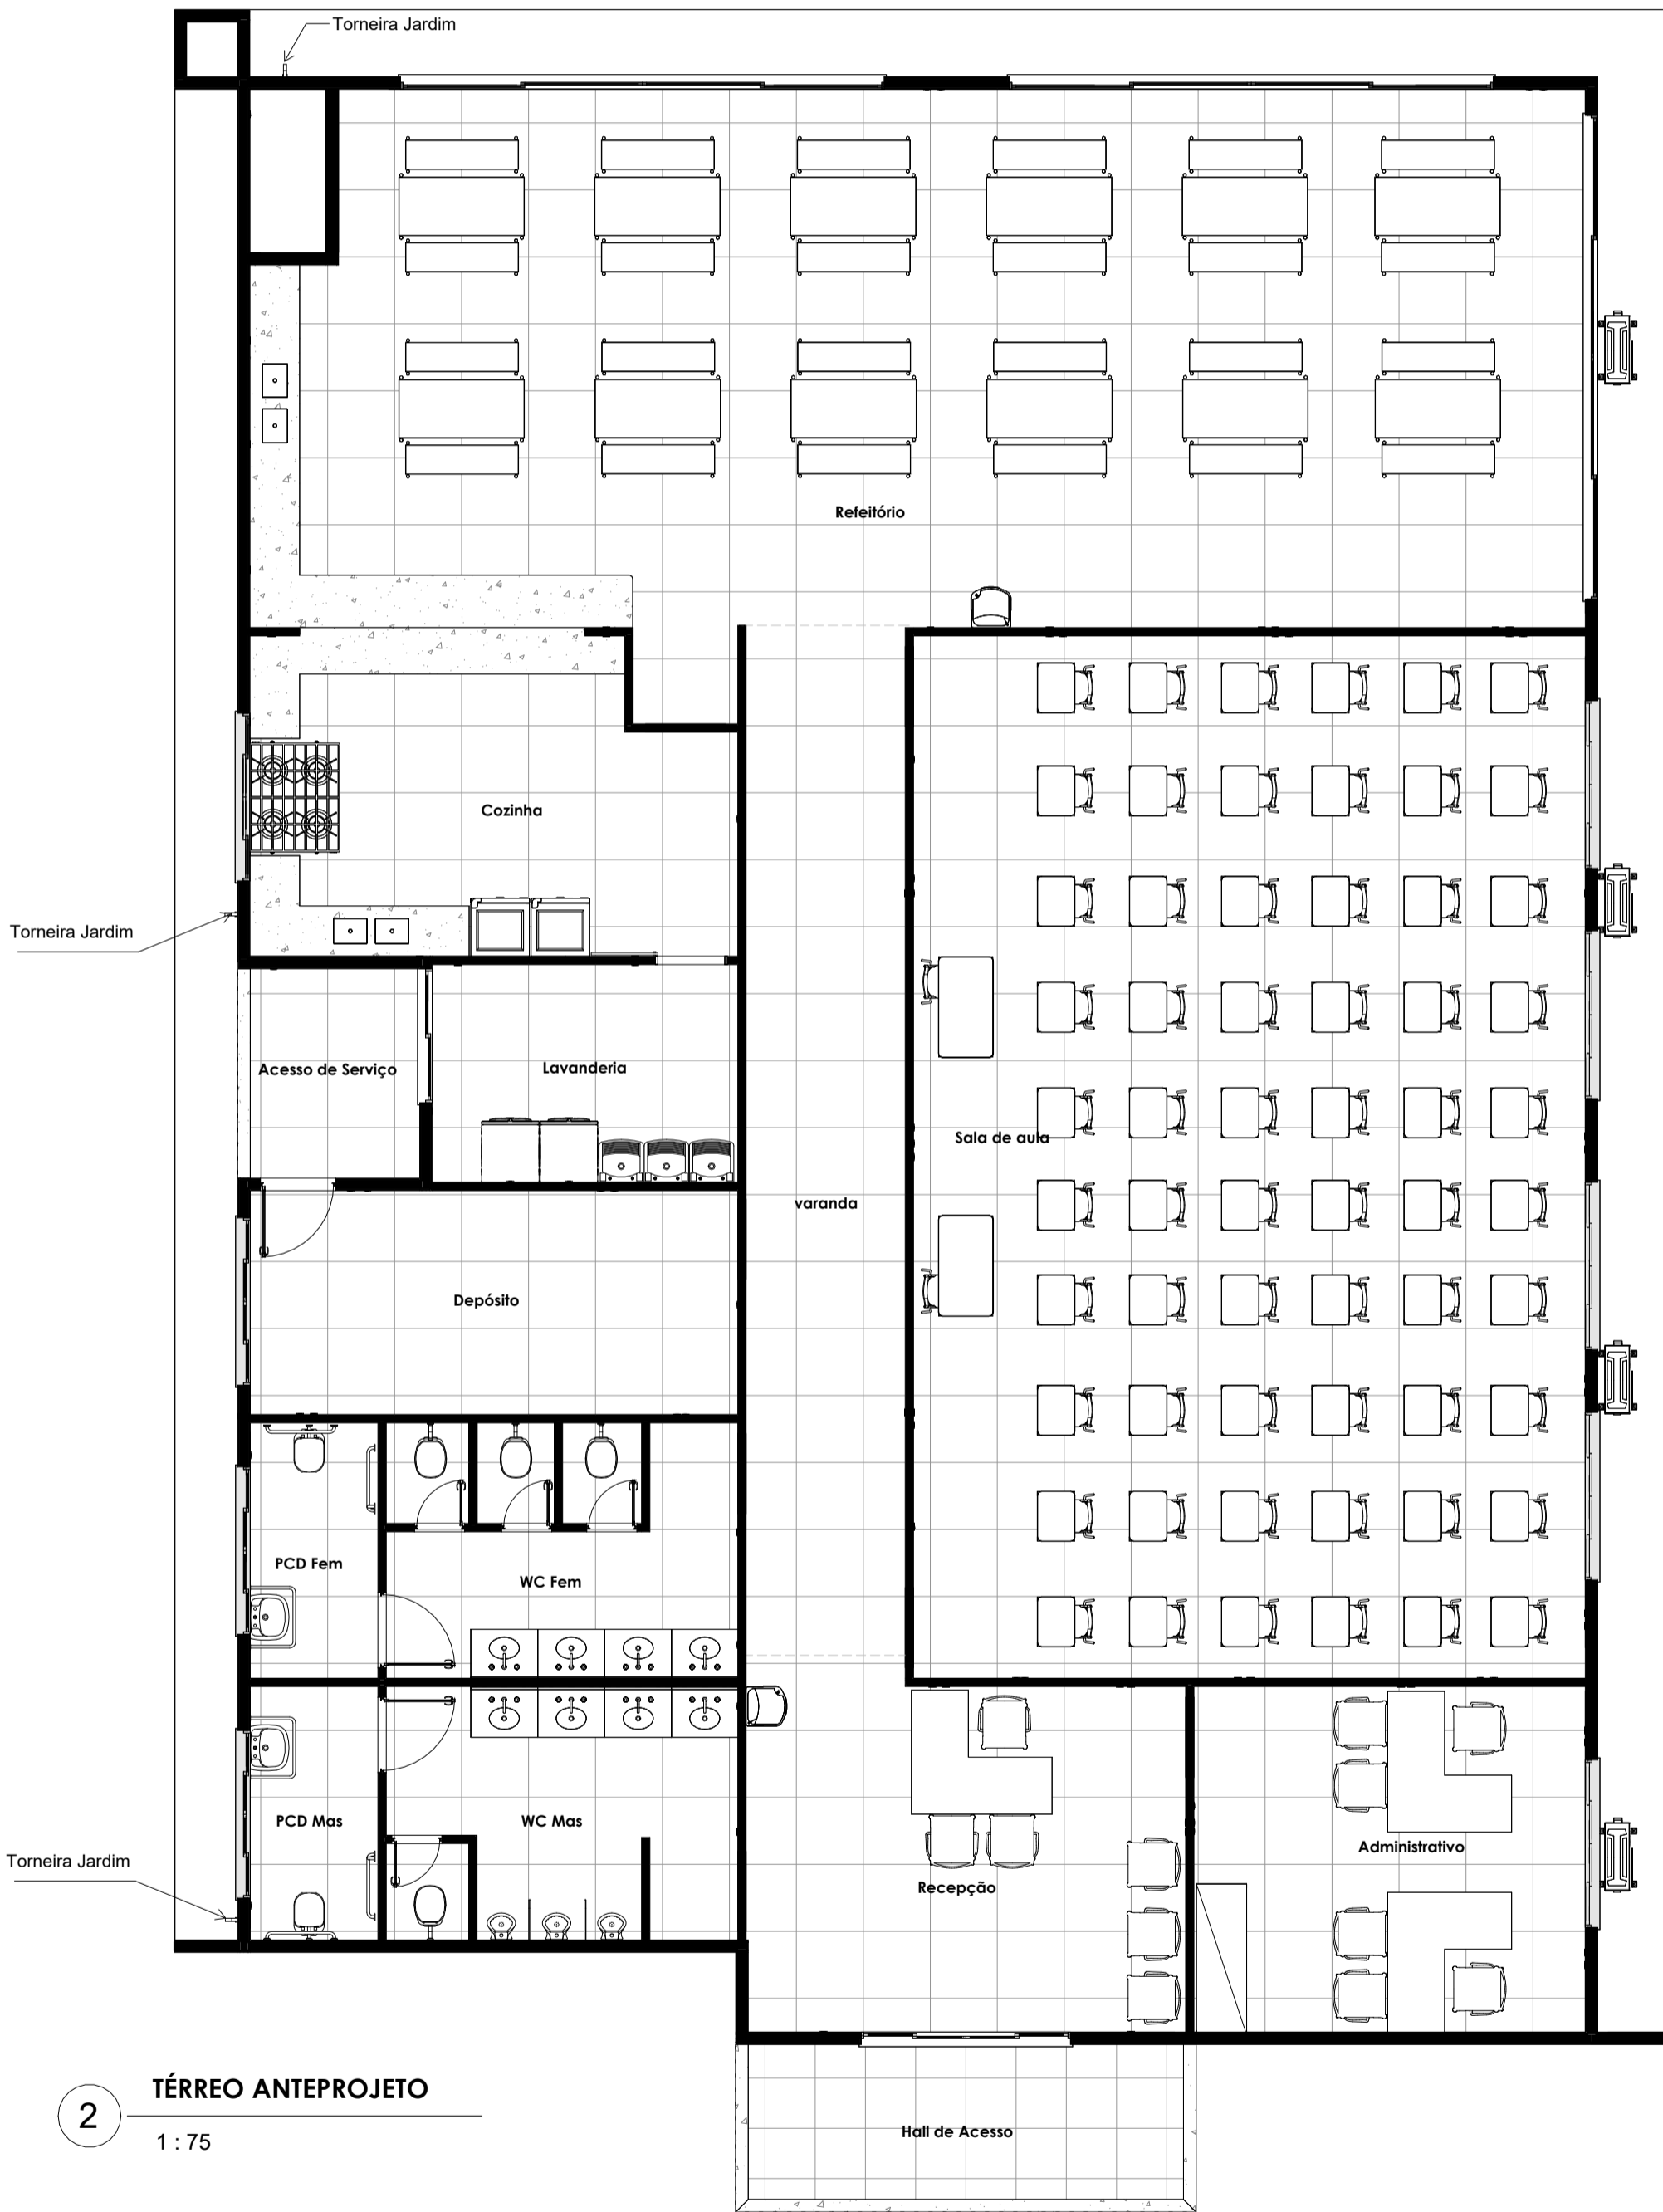 Torneira Jardim
Refeitório
Cozinha
Torneira Jardim
Acesso de Serviço
Lavanderia
Sala de aula
varanda
Depósito
PCD Fem
WC Fem
PCD Mas
WC Mas
Administrativo
Torneira Jardim
Recepção
TÉRREO ANTEPROJETO
2
1 : 75
Hall de Acesso